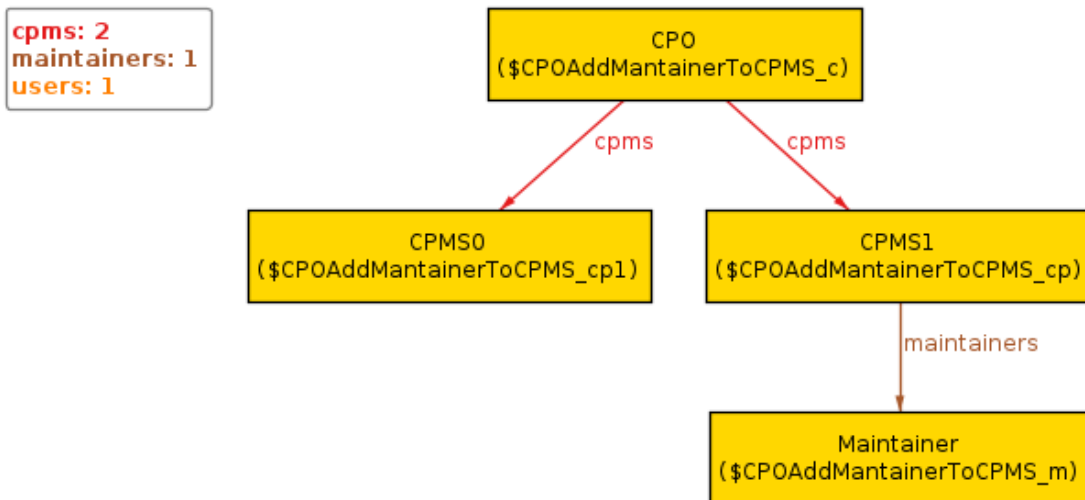 cpms: 2
maintainers: 1
users: 1
CPO
($CPOAddMantainerToCPMS_c)
cpms
cpms
CPMS0
($CPOAddMantainerToCPMS_cp1)
CPMS1
($CPOAddMantainerToCPMS_cp)
maintainers
Maintainer
($CPOAddMantainerToCPMS_m)